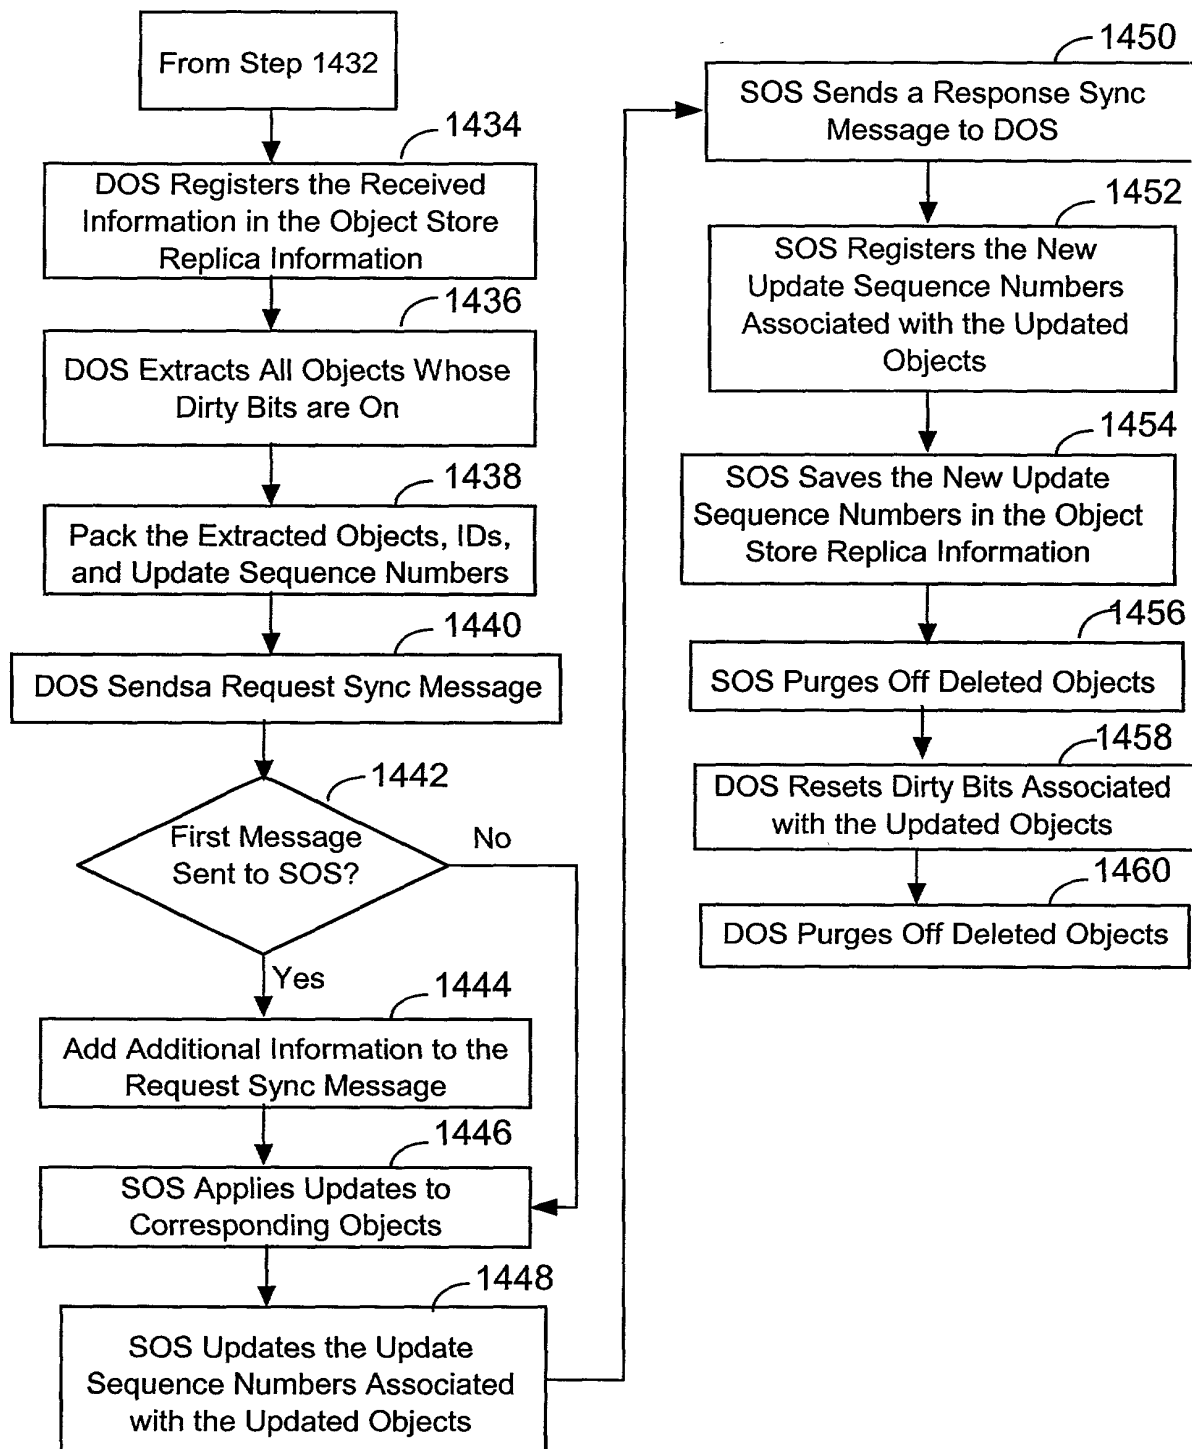 From Step 1432
1434
DOS Registers the Received
Information in the Object Store
Replica Information
1436
DOS Extracts All Objects Whose
Dirty Bits are On
1438
Pack the Extracted Objects, IDs,
and Update Sequence Numbers
1440
DOS Sendsa Request Sync Message
1442
First Message
Sent to SOS?
No
Yes
1444
Add Additional Information to the
Request Sync Message
1446
SOS Applies Updates to
Corresponding Objects
1448
SOS Updates the Update
Sequence Numbers Associated
with the Updated Objects
1450
SOS Sends a Response Sync
Message to DOS
1452
SOS Registers the New
Update Sequence Numbers
Associated with the Updated
Objects
1454
SOS Saves the New Update
Sequence Numbers in the Object
Store Replica Information
1456
SOS Purges Off Deleted Objects
1458
DOS Resets Dirty Bits Associated
with the Updated Objects
1460
DOS Purges Off Deleted Objects